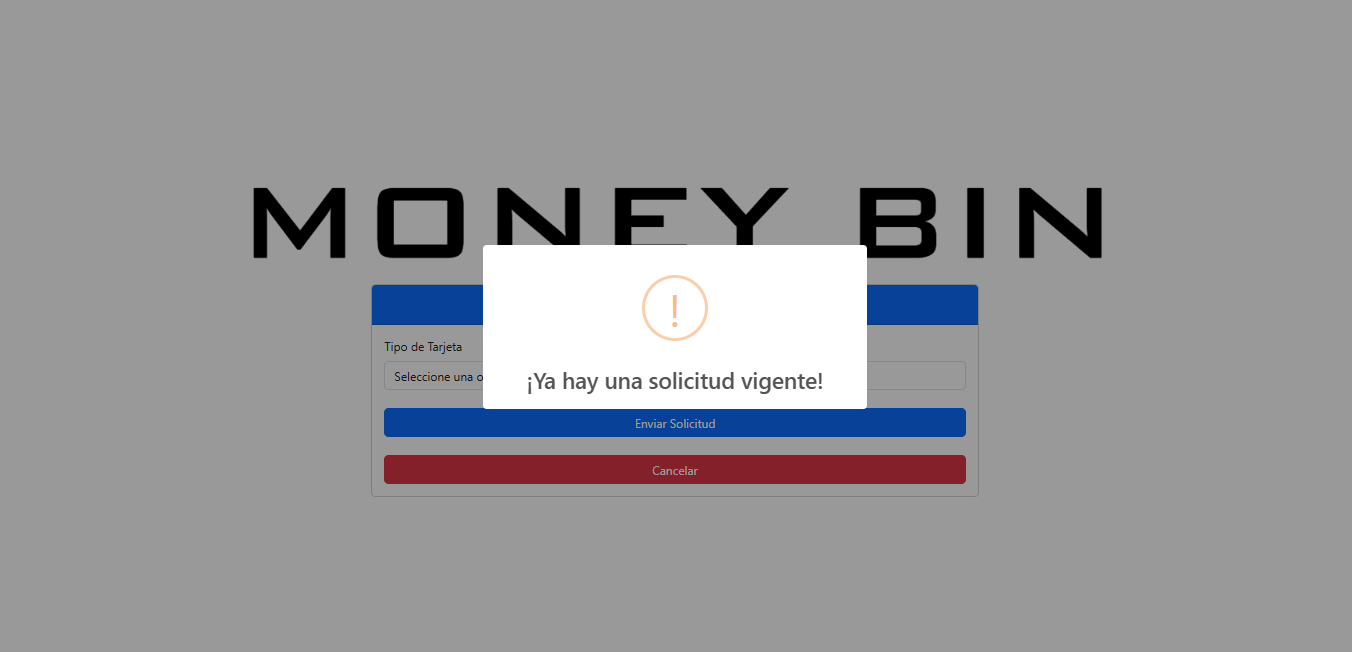 MONEY BIN
!
¡Ya hay una solicitud vigente!
Tipo de Tarjeta
Seleccione una
Enviar Solicitud
Cancelar